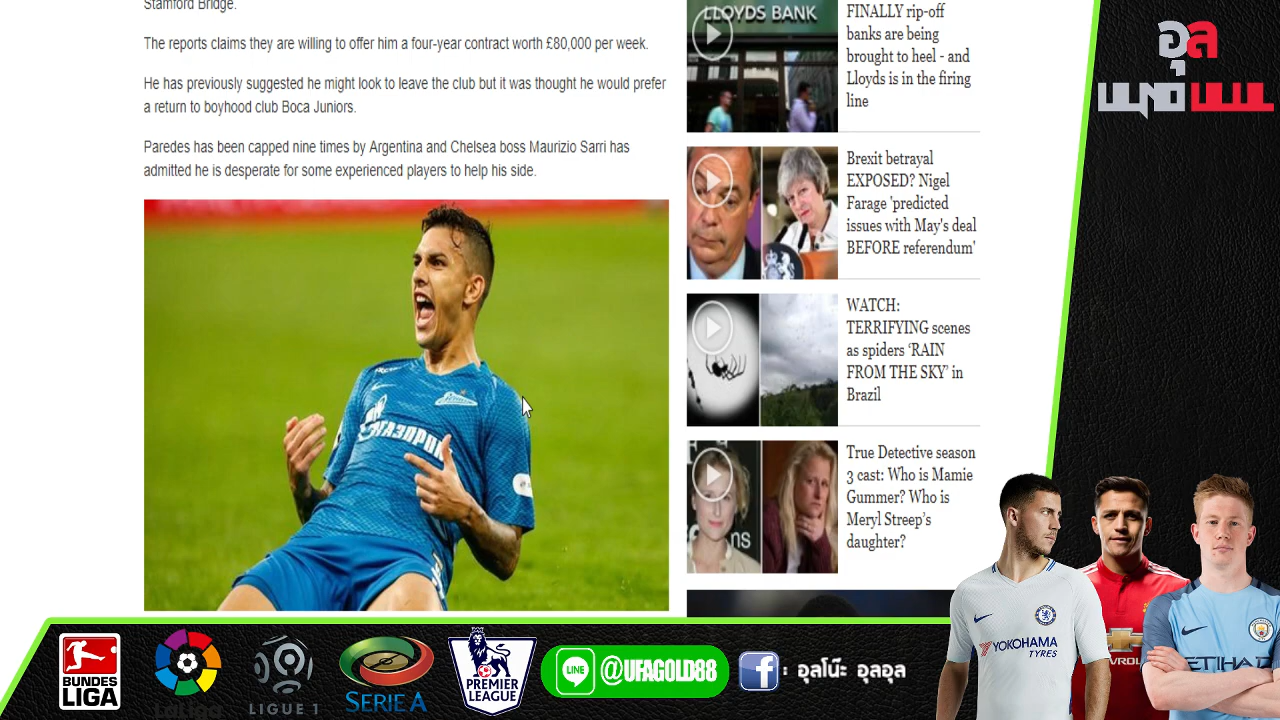 Stamford Bridge.
The reports claims they are willing to offer him a four-year contract worth £80,000 per week.
He has previously suggested he might look to leave the club but it was thought he would prefer
a return to boyhood club Boca Juniors.
Paredes has been capped nine times by Argentina and Chelsea boss Maurizio Sarri has
admitted he is desperate for some experienced players to help his side.
ГАЗПРОМ
LLOYDS BANK
FINALLY rip-off
banks are being
brought to heel - and
Lloyds is in the firing
line
Brexit betrayal
EXPOSED? Nigel
Farage 'predicted
issues with May's deal
BEFORE referendum'
WATCH:
TERRIFYING scenes
as spiders ‘RAIN
FROM THE SKY’ in
Brazil
True Detective season
3 cast: Who is Mamie
Gummer? Who is
Meryl Streep’s
daughter?
อุล
YOKOHAMA
TYRES
BUNDES
LIGA
LaLiga
LIGUE 1
SERIE A
PREMIER
LEAGUE
LINE
@UFAGOLD88
f : อุลโน๊ะ อุลอุล